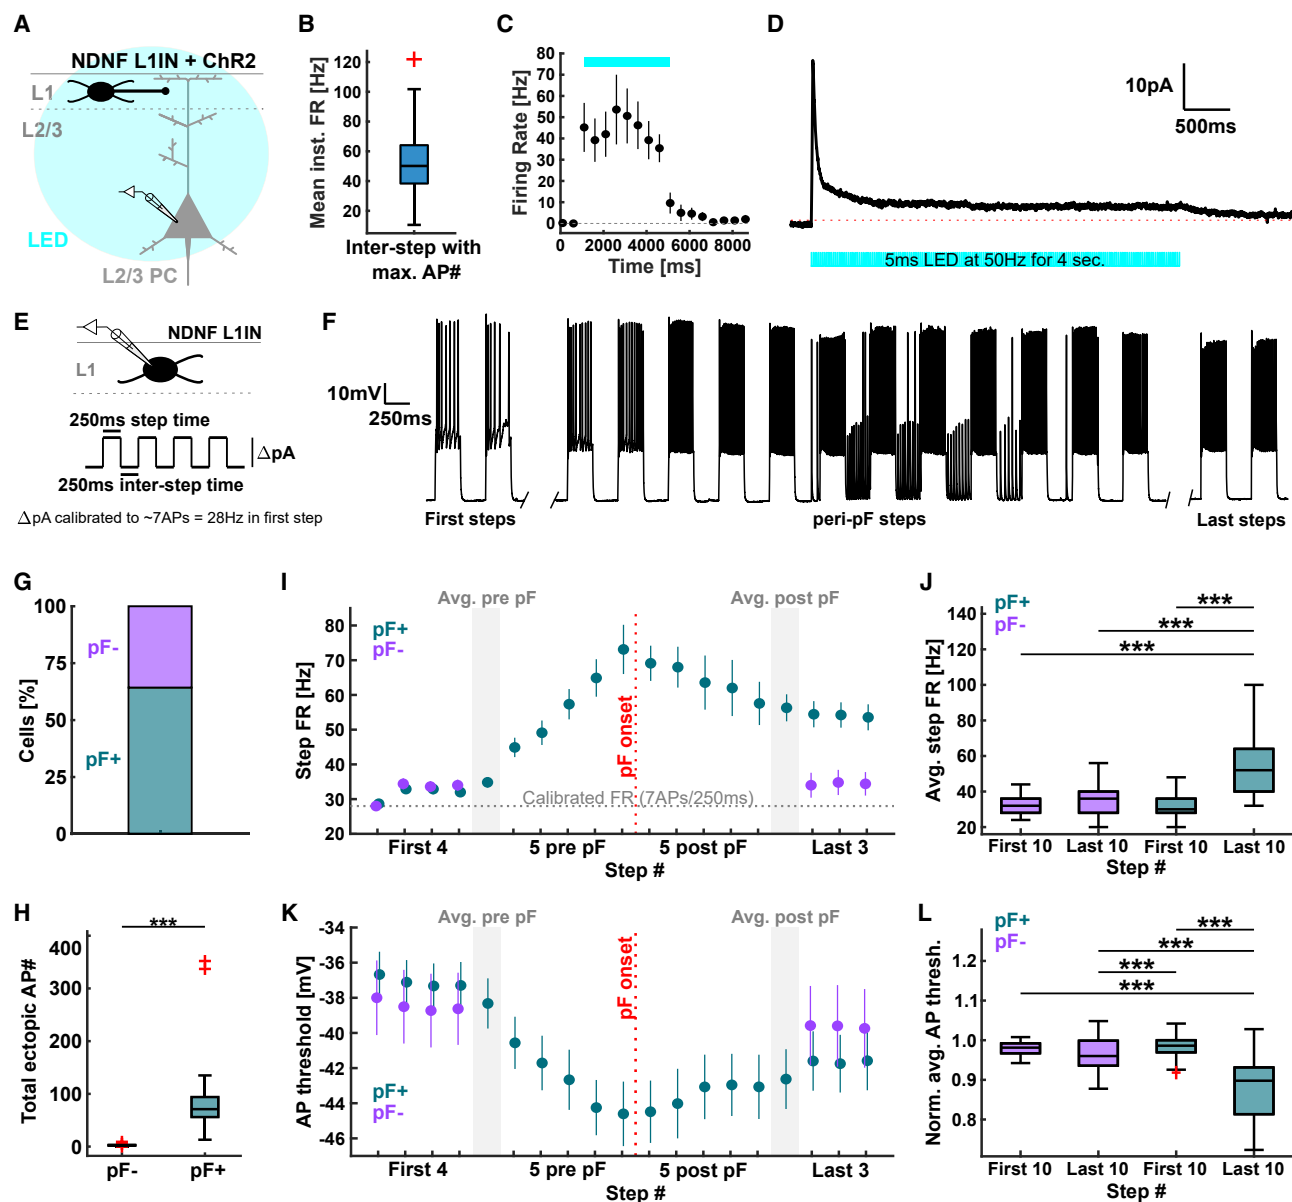 A
NDNF L1IN + ChR2
L1
L2/3
LED
L2/3 PC
B
Mean inst. FR [Hz]
120
100
80
60
40
20
Inter-step with
max. AP#
C
Firing Rate [Hz]
80
70
60
50
40
30
20
10
0
0 2000 4000 6000 8000
Time [ms]
D
10pA
500ms
5ms LED at 50Hz for 4 sec.
E
NDNF L1IN
L1
250ms step time
ΔpA
250ms inter-step time
ΔpA calibrated to ~7APs = 28Hz in first step
F
10mV
250ms
First steps
peri-pF steps
Last steps
G
Cells [%]
100
75
50
25
0
pF-
pF+
H
Total ectopic AP#
400
300
200
100
0
***
pF- pF+
I
Avg. pre pF
Avg. post pF
Step FR [Hz]
80
70
60
50
40
30
20
pF+
pF-
pF onset
Calibrated FR (7APs/250ms)
First 4 5 pre pF 5 post pF Last 3
Step #
J
pF+
pF-
Avg. step FR [Hz]
140
120
100
80
60
40
20
***
***
***
First 10 Last 10 First 10 Last 10
Step #
K
Avg. pre pF
Avg. post pF
AP threshold [mV]
-34
-36
-38
-40
-42
-44
-46
pF+
pF-
pF onset
First 4 5 pre pF 5 post pF Last 3
Step #
L
pF+
pF-
Norm. avg. AP thresh.
1.2
1.1
1.0
0.9
0.8
***
***
***
***
First 10 Last 10 First 10 Last 10
Step #